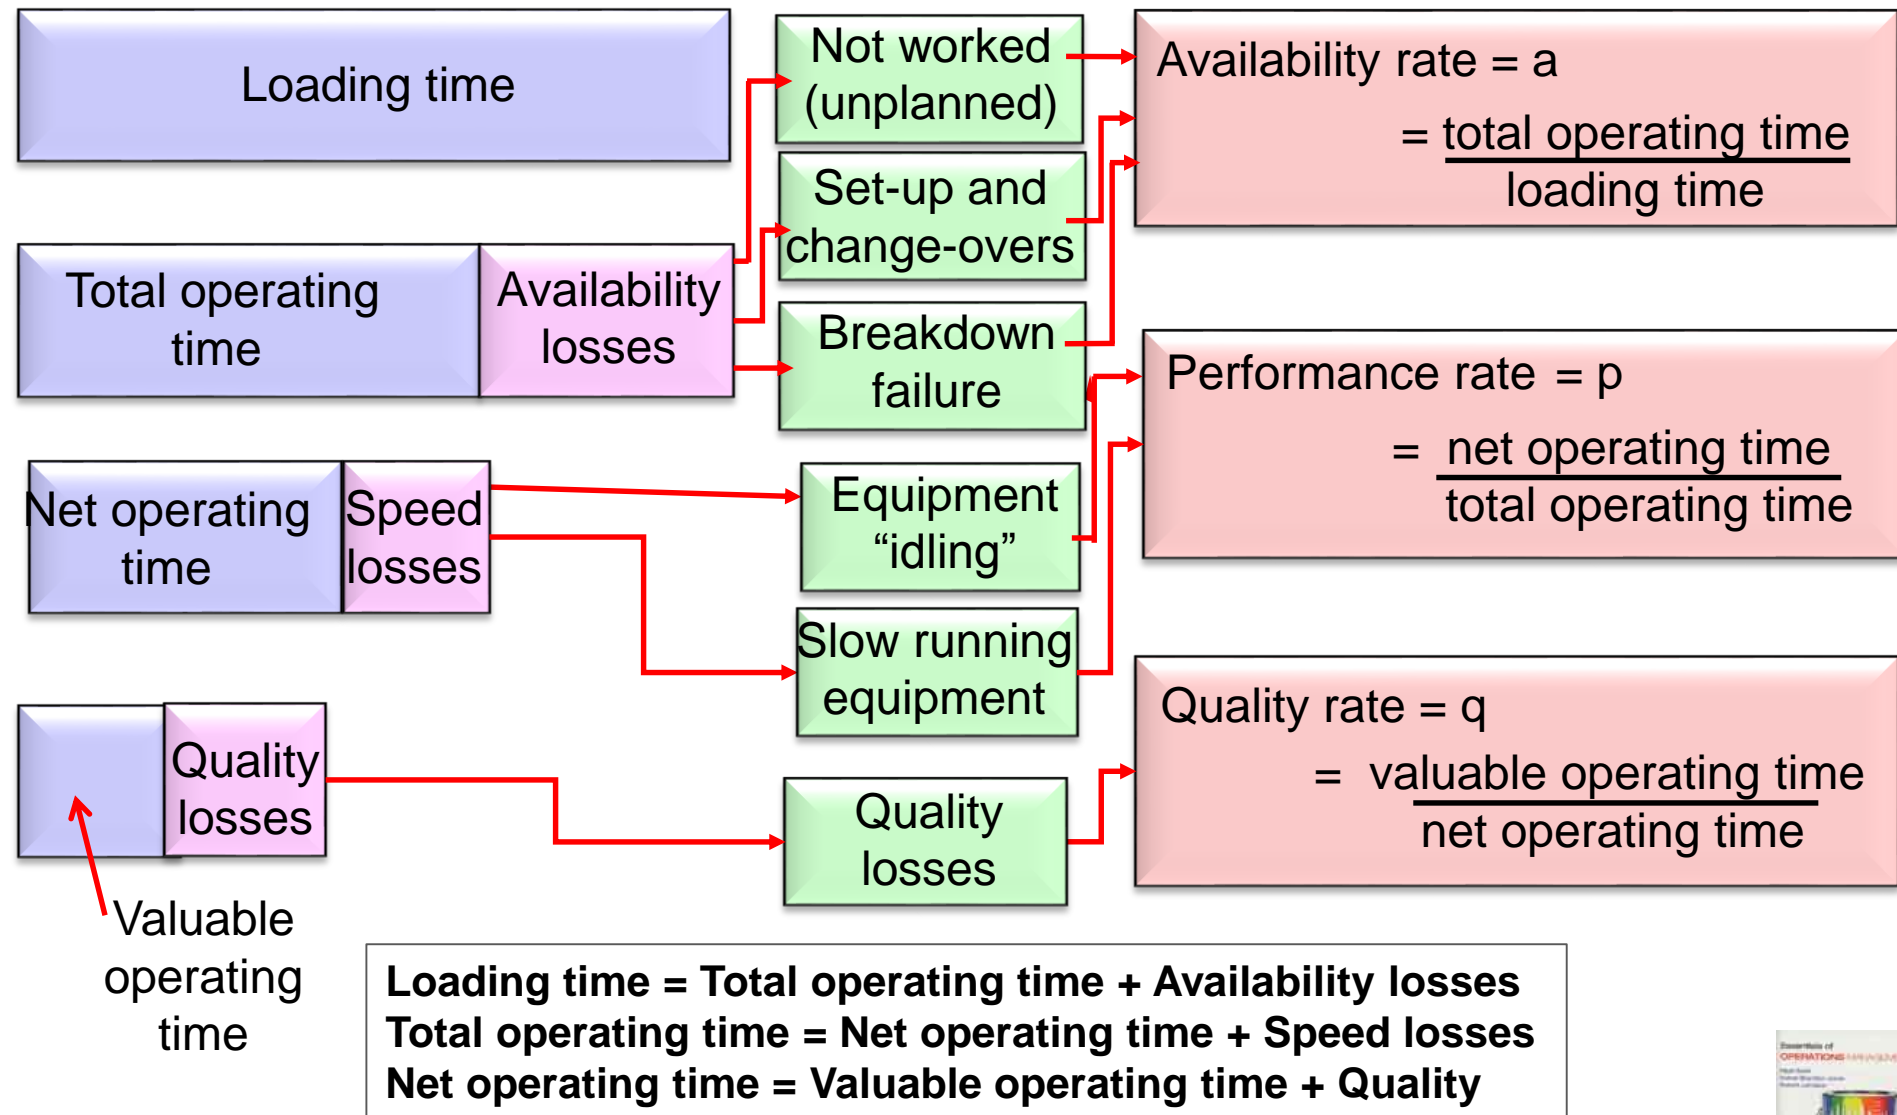 Loading time
Not worked
(unplanned)
Availability rate = a
= total operating time
loading time
Set-up and
change-overs
Total operating
time
Availability
losses
Breakdown
failure
Performance rate = p
= net operating time
total operating time
Net operating
time
Speed
losses
Equipment
“idling”
Slow running
equipment
Quality rate = q
= valuable operating time
net operating time
Quality
losses
Quality
losses
Valuable
operating
time
Loading time = Total operating time + Availability losses
Total operating time = Net operating time + Speed losses
Net operating time = Valuable operating time + Quality
Essentials of
OPERATIONS MANAGEME